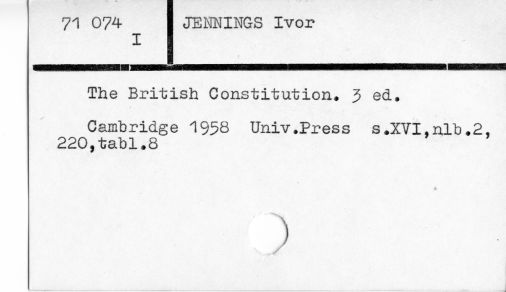 71 074
I
JENNINGS Ivor
The British Constitution. 3 ed.
Cambridge 1958 Univ.Press s.XVI,nlb.2,
220,tabl.8